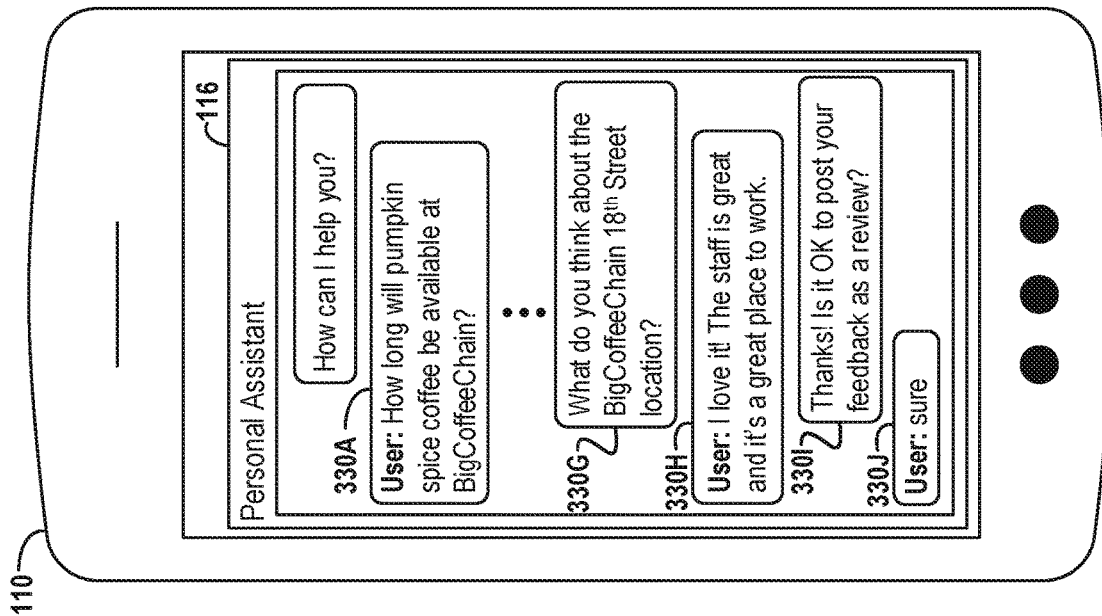 110
116
Personal Assistant
How can I help you?
330A
User: How long will pumpkin
spice coffee be available at
BigCoffeeChain?
330G
What do you think about the
BigCoffeeChain 18th Street
location?
330H
User: I love it! The staff is great
and it's a great place to work.
330I
Thanks! Is it OK to post your
feedback as a review?
330J
User: sure